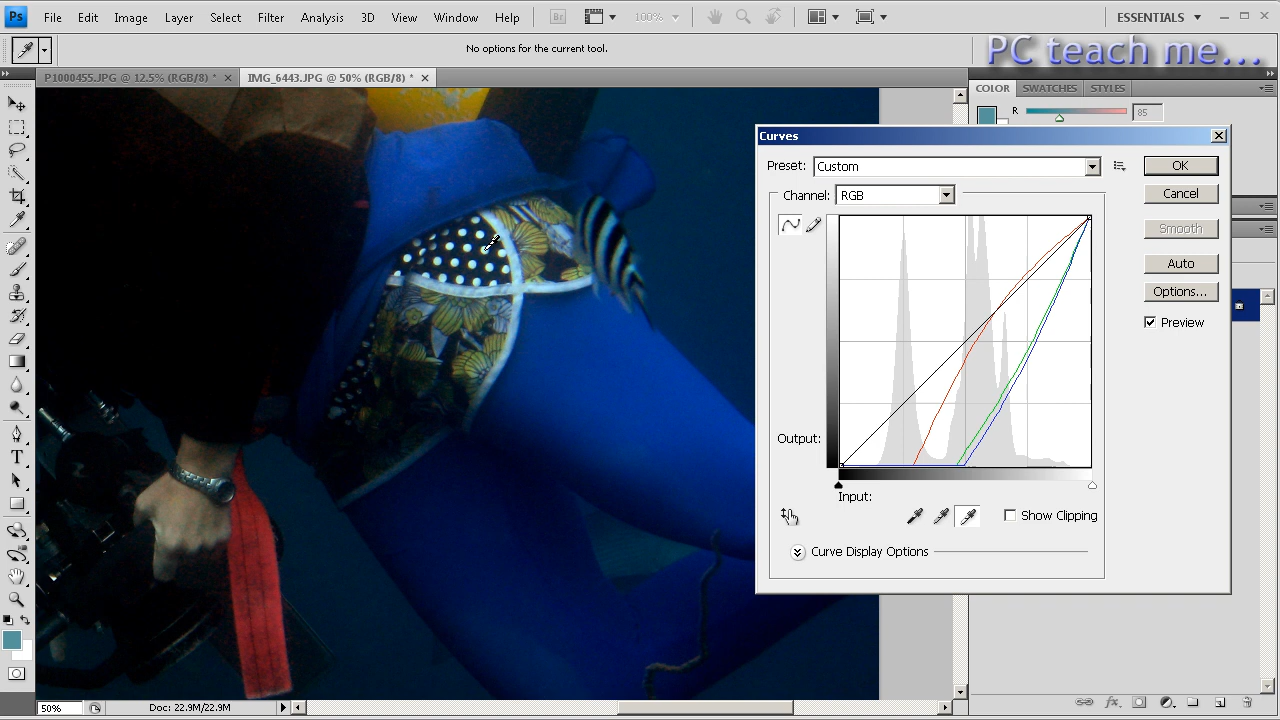 Ps File Edit Image Layer Select Filter Analysis 3D View Window Help Br 100% ESSENTIALS
No options for the current tool.
PC teach me...
P1000455.JPG @ 12.5% (RGB/8) * IMG_6443.JPG @ 50% (RGB/8) *
COLOR SWATCHES STYLES
R 85
Curves
Preset: Custom OK
Channel: RGB Cancel
Smooth
Auto
Options...
Preview
Output:
Input:
Show Clipping
Curve Display Options
T
50% Doc: 22.9M/22.9M fx